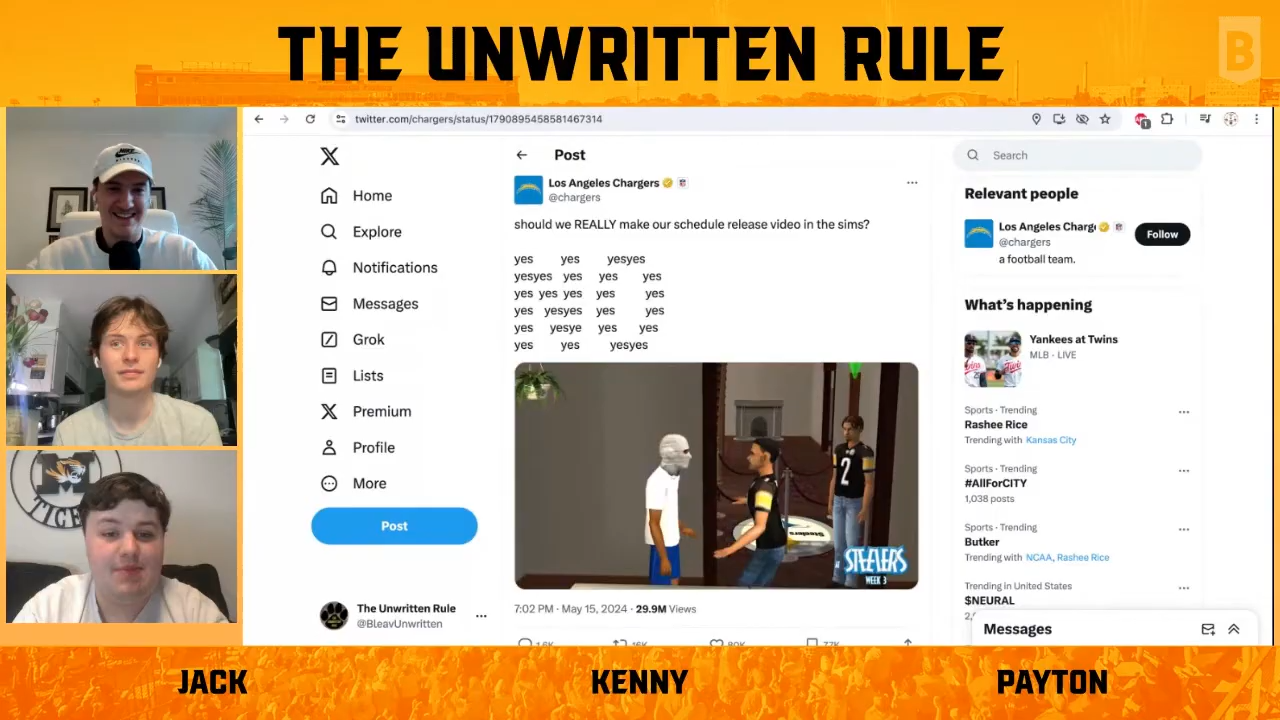 THE UNWRITTEN RULE
B
twitter.com/chargers/status/1790895458581467314
1
X
Home
Explore
Notifications
Messages
Grok
Lists
Premium
Profile
More
Post
The Unwritten Rule
@BleavUnwritten
Post
Los Angeles Chargers
@chargers
should we REALLY make our schedule release video in the sims?
yes yes yesyes
yesyes yes yes yes
yes yes yes yes yes
yes yesyes yes yes
yes yesye yes yes
yes yes yesyes
2
Steelers
AT STEELERS
WEEK 3
7:02 PM · May 15, 2024 · 29.9M Views
Search
Relevant people
Los Angeles Charg
@chargers
Follow
a football team.
What's happening
Yankees at Twins
MLB · LIVE
Sports · Trending
Rashee Rice
Trending with Kansas City
Sports · Trending
#AllForCITY
1,038 posts
Sports · Trending
Butker
Trending with NCAA, Rashee Rice
Trending in United States
$NEURAL
Messages
NIKE
M
TIGE
JACK
KENNY
PAYTON